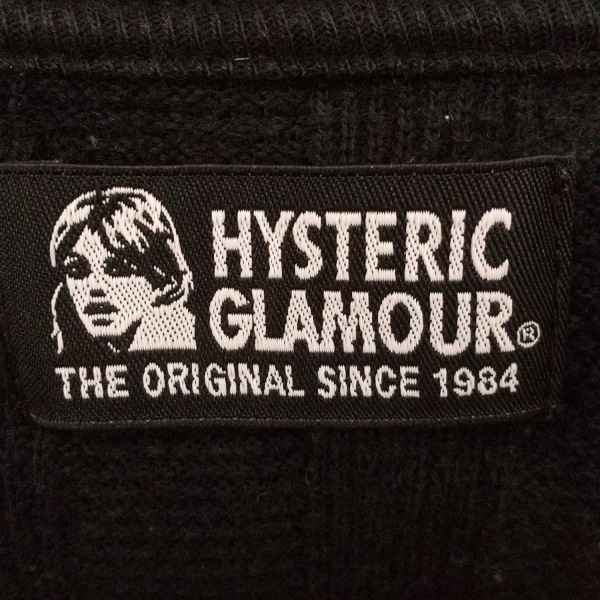 HYSTERIC
GLAMOUR®
THE ORIGINAL SINCE 1984